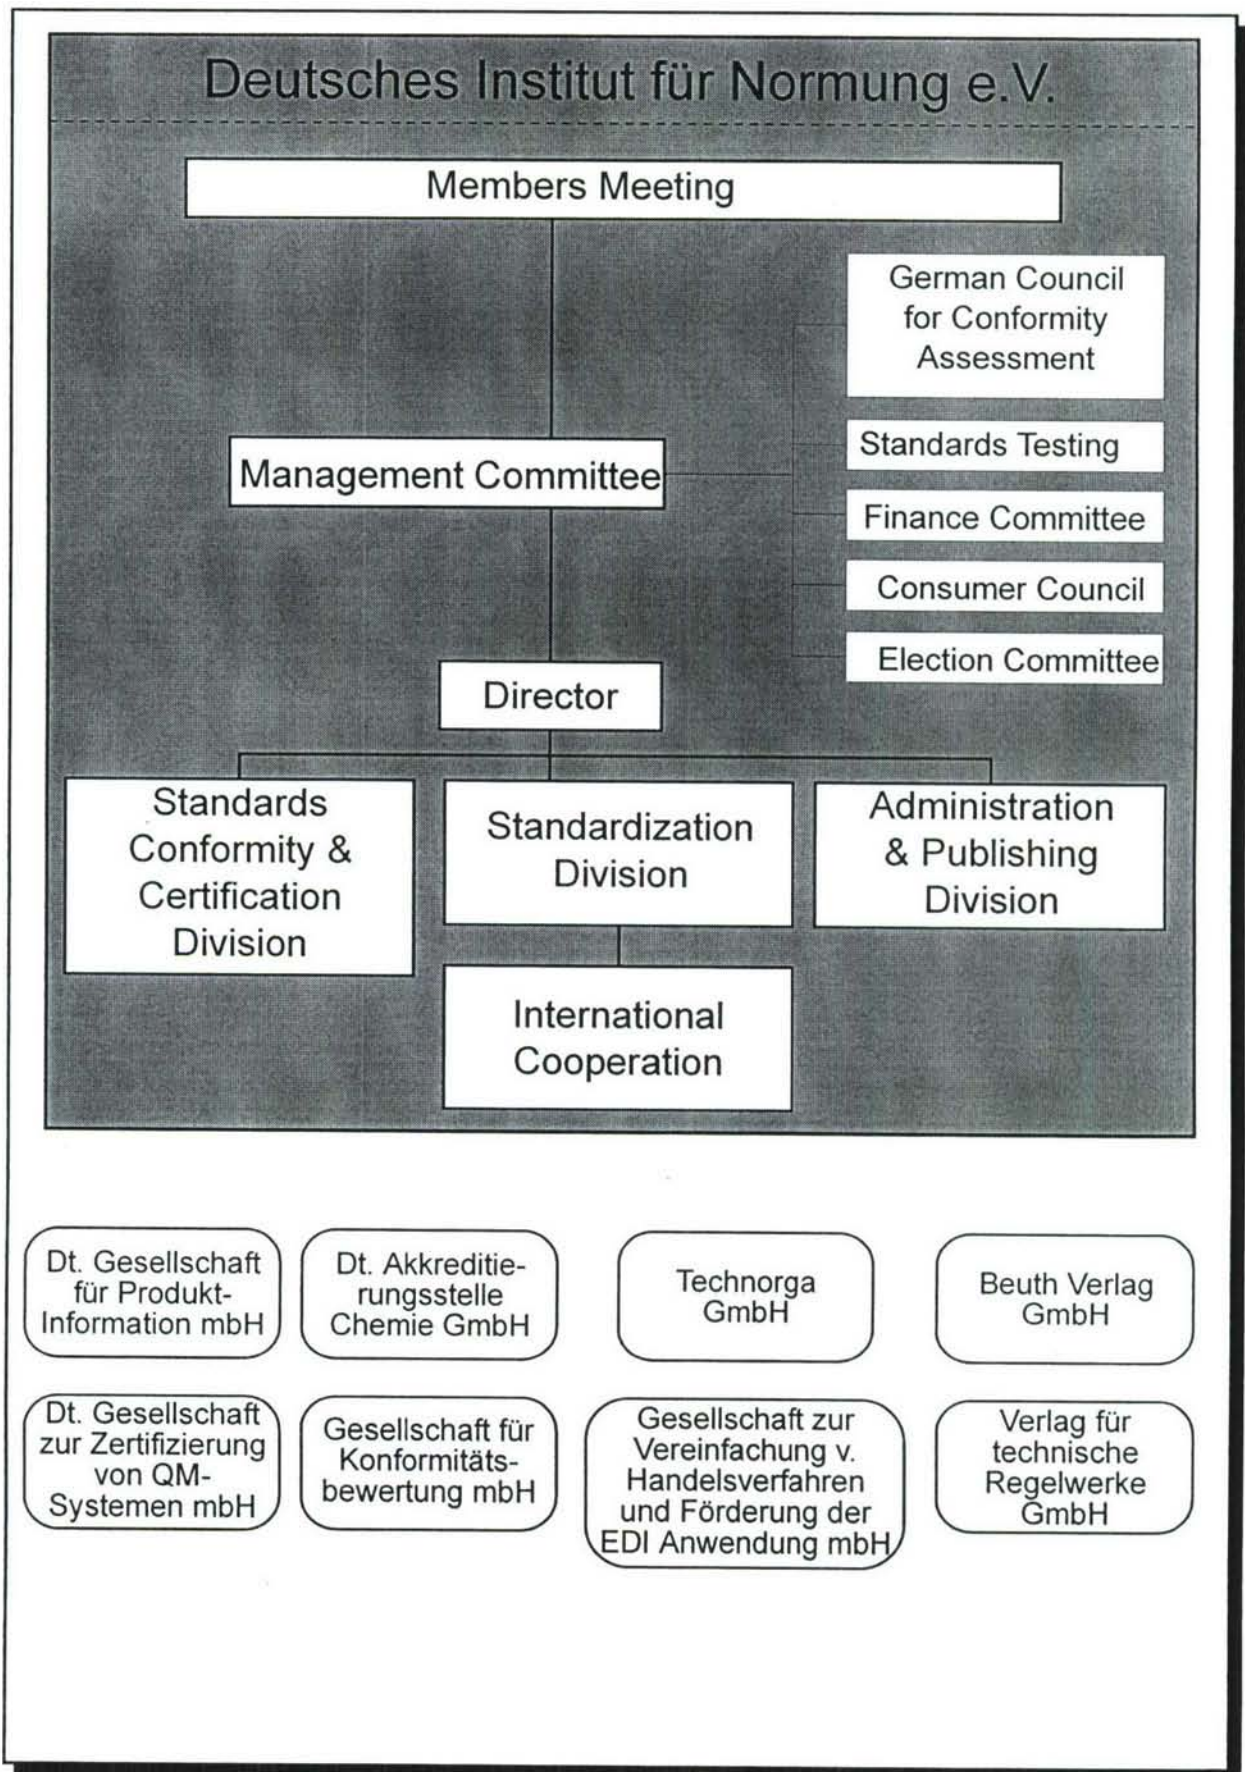 Deutsches Institut für Normung e.V.
Members Meeting
German Council
for Conformity
Assessment
Standards Testing
Management Committee
Finance Committee
Consumer Council
Election Committee
Director
Standards
Conformity &
Certification
Division
Standardization
Division
Administration
& Publishing
Division
International
Cooperation
Dt. Gesellschaft
für Produkt-
Information mbH
Dt. Akkreditie-
rungsstelle
Chemie GmbH
Technorga
GmbH
Beuth Verlag
GmbH
Dt. Gesellschaft
zur Zertifizierung
von QM-
Systemen mbH
Gesellschaft für
Konformitäts-
bewertung mbH
Gesellschaft zur
Vereinfachung v.
Handelsverfahren
und Förderung der
EDI Anwendung mbH
Verlag für
technische
Regelwerke
GmbH